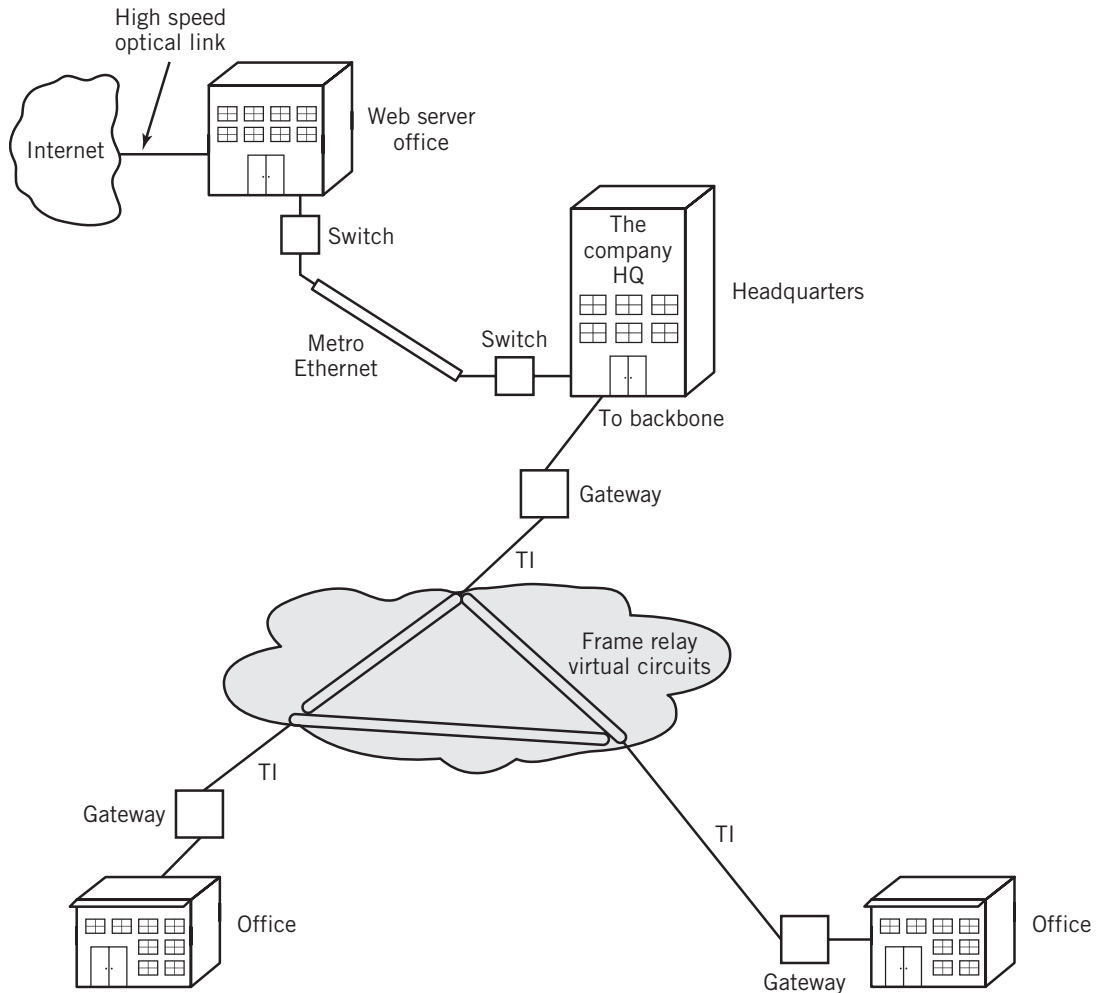 High speed
optical link
Internet
Web server
office
Switch
The
company
HQ
Headquarters
Metro
Ethernet
Switch
To backbone
Gateway
TI
Frame relay
virtual circuits
TI
Gateway
TI
Office
Office
Gateway